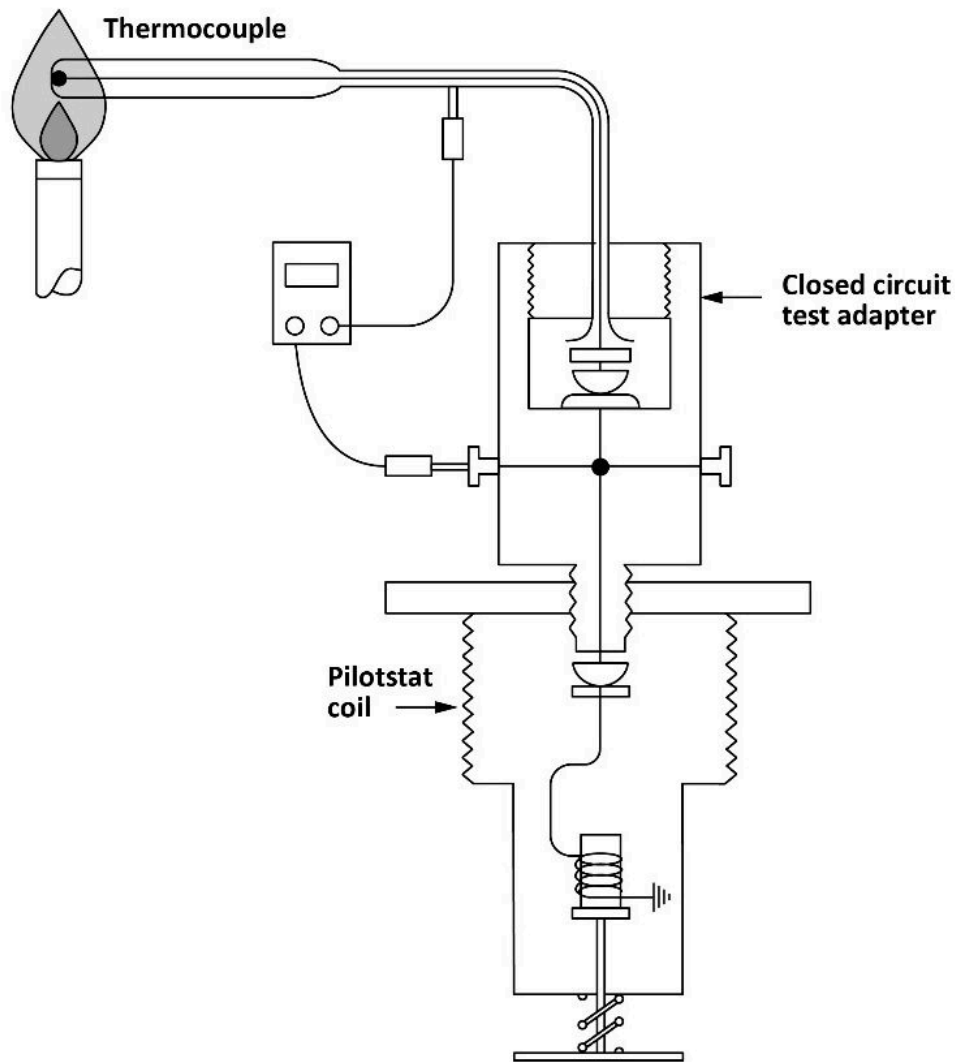 Thermocouple
Closed circuit
test adapter
Pilotstat
coil